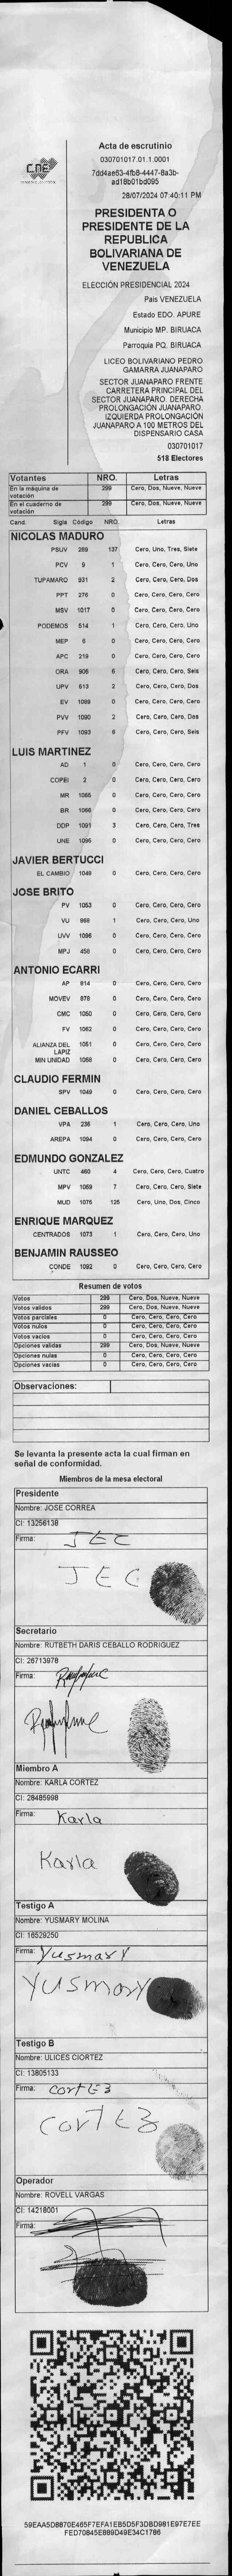 Acta de escrutinio
030701017.01.1.0001
7dd4ae63-4fb8-4447-8a3b-
ad18b01bd095
28/07/2024 07:40:11 PM
CNE
PRESIDENTA O
PRESIDENTE DE LA
REPUBLICA
BOLIVARIANA DE
VENEZUELA
ELECCIÓN PRESIDENCIAL 2024
Pais VENEZUELA
Estado EDO. APURE
Municipio MP. BIRUACA
Parroquia PQ. BIRUACA
LICEO BOLIVARIANO PEDRO
GAMARRA JUANAPARO
SECTOR JUANAPARO FRENTE
CARRETERA PRINCIPAL DEL
SECTOR JUANAPARO. DERECHA
PROLONGACIÓN JUANAPARO.
IZQUIERDA PROLONGACIÓN
JUANAPARO A 100 METROS DEL
DISPENSARIO CASA
030701017
518 Electores
Votantes NRO. Letras
En la máquina de votación 299 Cero, Dos, Nueve, Nueve
En el cuaderno de votación 299 Cero, Dos, Nueve, Nueve
Cand. Sigla Código NRO. Letras
NICOLAS MADURO
PSUV 269 137 Cero, Uno, Tres, Siete
PCV 9 1 Cero, Cero, Cero, Uno
TUPAMARO 931 2 Cero, Cero, Cero, Dos
PPT 276 0 Cero, Cero, Cero, Cero
MSV 1017 0 Cero, Cero, Cero, Cero
PODEMOS 514 1 Cero, Cero, Cero, Uno
MEP 6 0 Cero, Cero, Cero, Cero
APC 219 0 Cero, Cero, Cero, Cero
ORA 906 6 Cero, Cero, Cero, Seis
UPV 613 2 Cero, Cero, Cero, Dos
EV 1089 0 Cero, Cero, Cero, Cero
PVV 1090 2 Cero, Cero, Cero, Dos
PFV 1093 6 Cero, Cero, Cero, Seis
LUIS MARTINEZ
AD 1 0 Cero, Cero, Cero, Cero
COPEI 2 0 Cero, Cero, Cero, Cero
MR 1065 0 Cero, Cero, Cero, Cero
BR 1066 0 Cero, Cero, Cero, Cero
DDP 1091 3 Cero, Cero, Cero, Tres
UNE 1095 0 Cero, Cero, Cero, Cero
JAVIER BERTUCCI
EL CAMBIO 1048 0 Cero, Cero, Cero, Cero
JOSE BRITO
PV 1053 0 Cero, Cero, Cero, Cero
VU 969 1 Cero, Cero, Cero, Uno
UVV 1096 0 Cero, Cero, Cero, Cero
MPJ 459 0 Cero, Cero, Cero, Cero
ANTONIO ECARRI
AP 814 0 Cero, Cero, Cero, Cero
MOVEV 878 0 Cero, Cero, Cero, Cero
CMC 1050 0 Cero, Cero, Cero, Cero
FV 1062 0 Cero, Cero, Cero, Cero
ALIANZA DEL LAPIZ 1051 0 Cero, Cero, Cero, Cero
MIN UNIDAD 1058 0 Cero, Cero, Cero, Cero
CLAUDIO FERMIN
SPV 1049 0 Cero, Cero, Cero, Cero
DANIEL CEBALLOS
VPA 236 1 Cero, Cero, Cero, Uno
AREPA 1094 0 Cero, Cero, Cero, Cero
EDMUNDO GONZALEZ
UNTC 460 4 Cero, Cero, Cero, Cuatro
MPV 1069 7 Cero, Cero, Cero, Siete
MUD 1075 125 Cero, Uno, Dos, Cinco
ENRIQUE MARQUEZ
CENTRADOS 1073 1 Cero, Cero, Cero, Uno
BENJAMIN RAUSSEO
CONDE 1092 0 Cero, Cero, Cero, Cero
Resumen de votos
Votos 299 Cero, Dos, Nueve, Nueve
Votos validos 299 Cero, Dos, Nueve, Nueve
Votos parciales 0 Cero, Cero, Cero, Cero
Votos nulos 0 Cero, Cero, Cero, Cero
Votos vacios 0 Cero, Cero, Cero, Cero
Opciones validas 299 Cero, Dos, Nueve, Nueve
Opciones nulas 0 Cero, Cero, Cero, Cero
Opciones vacias 0 Cero, Cero, Cero, Cero
Observaciones:
Se levanta la presente acta la cual firman en
señal de conformidad.
Miembros de la mesa electoral
Presidente
Nombre: JOSE CORREA
CI: 13256138
Firma: JEC
JEC
Secretario
Nombre: RUTBETH DARIS CEBALLO RODRIGUEZ
CI: 26713978
Firma:
Miembro A
Nombre: KARLA CORTEZ
CI: 28485998
Firma: Karla
Karla
Testigo A
Nombre: YUSMARY MOLINA
CI: 16529250
Firma: Yusmary
Yusmary
Testigo B
Nombre: ULICES CIORTEZ
CI: 13805133
Firma: CortEz
CorTEz
Operador
Nombre: ROVELL VARGAS
CI: 14218001
Firma:
59EAA5D8870E465F7EFA1EB5D5F3DBD981E97E7EE
FED70845E889D49E34C1786